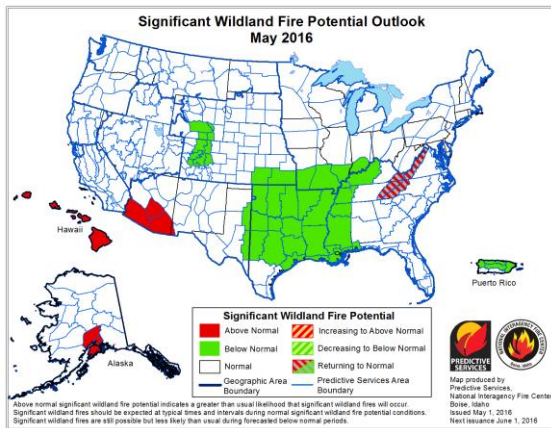 Significant Wildland Fire Potential Outlook
May 2016
Hawaii
Alaska
Puerto Rico
Significant Wildland Fire Potential
Above Normal
Increasing to Above Normal
Below Normal
Decreasing to Below Normal
Normal
Returning to Normal
Geographic Area
Boundary
Predictive Services Area
Boundary
PREDICTIVE
SERVICES
NATIONAL INTERAGENCY FIRE CENTER
Map produced by
Predictive Services,
National Interagency Fire Center
Boise, Idaho
Issued May 1, 2016
Next issuance June 1, 2016
Above normal significant wildland fire potential indicates a greater than usual likelihood that significant wildland fires will occur.
Significant wildland fires should be expected at typical times and intervals during normal significant wildland fire potential conditions.
Significant wildland fires are still possible but less likely than usual during forecasted below normal periods.